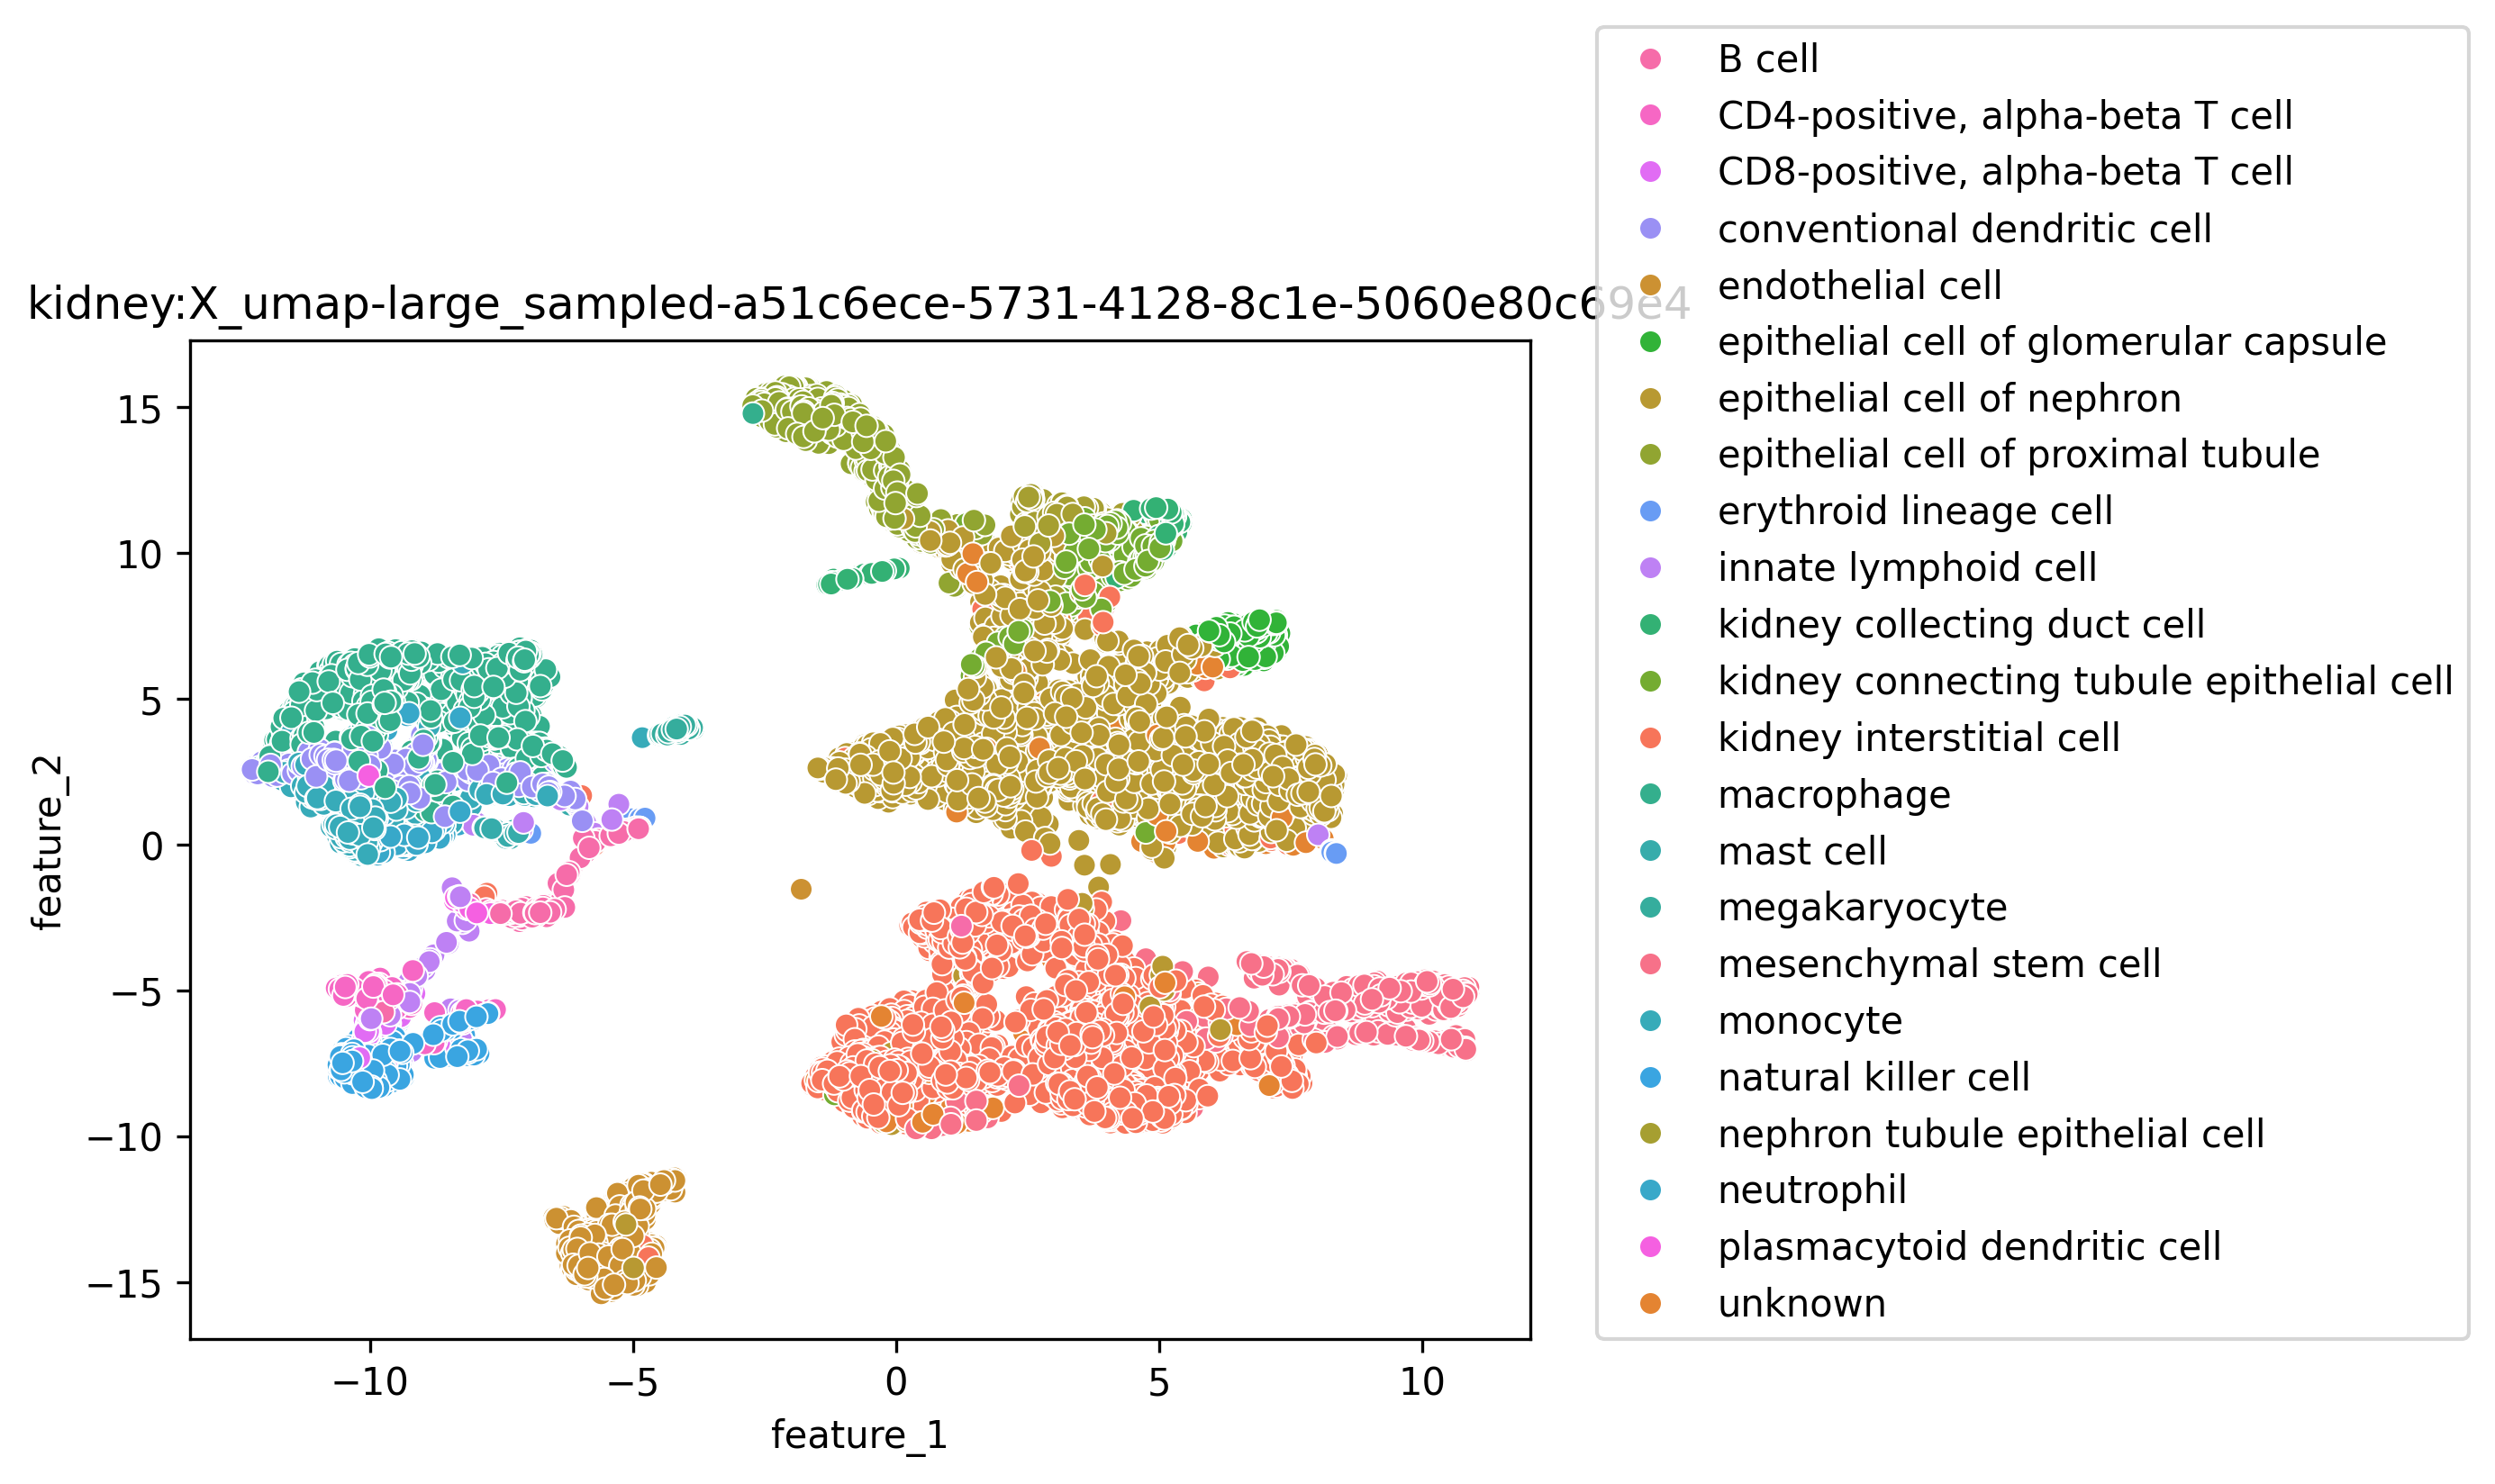 kidney:X_umap-large_sampled-a51c6ece-5731-4128-8c1e-5060e80c69e4
B cell
CD4-positive, alpha-beta T cell
CD8-positive, alpha-beta T cell
conventional dendritic cell
endothelial cell
epithelial cell of glomerular capsule
epithelial cell of nephron
epithelial cell of proximal tubule
erythroid lineage cell
innate lymphoid cell
kidney collecting duct cell
kidney connecting tubule epithelial cell
kidney interstitial cell
macrophage
mast cell
megakaryocyte
mesenchymal stem cell
monocyte
natural killer cell
nephron tubule epithelial cell
neutrophil
plasmacytoid dendritic cell
unknown
feature_2
15
10
5
0
−5
−10
−15
−10 −5 0 5 10
feature_1